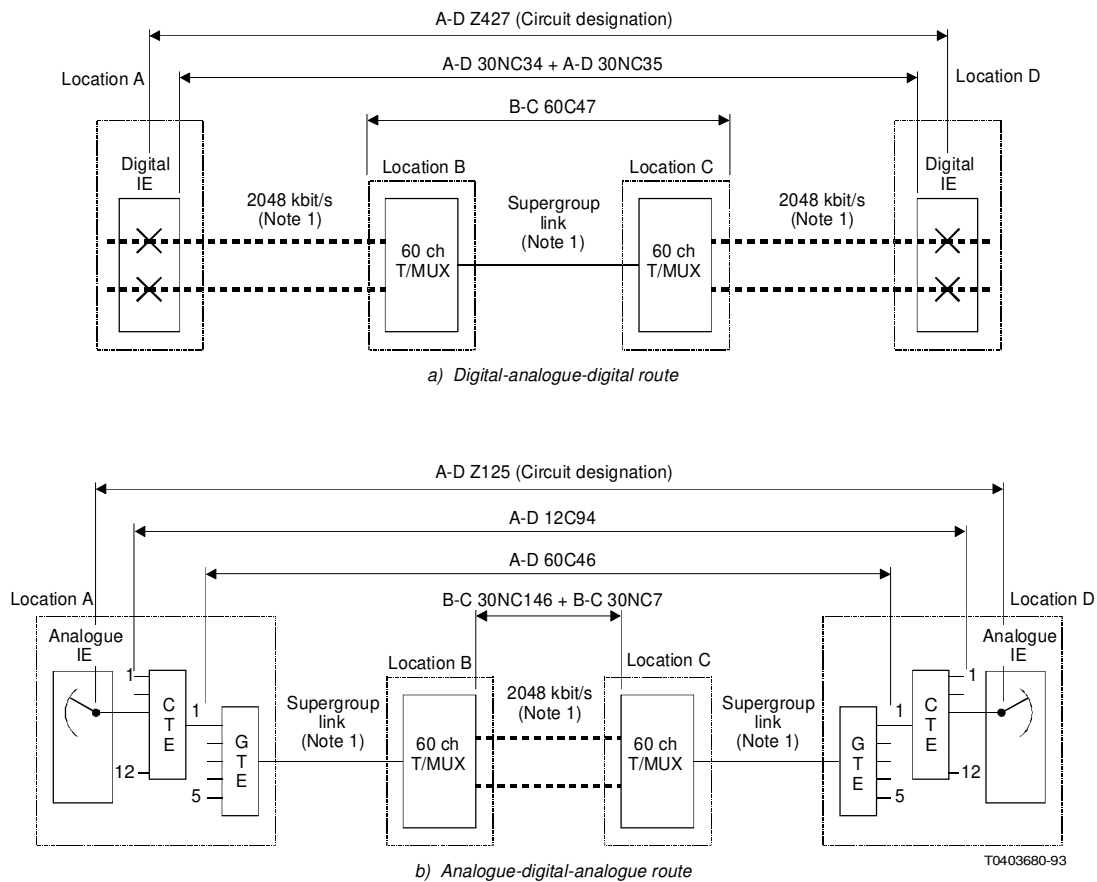 A-D Z427 (Circuit designation)
Location A
A-D 30NC34 + A-D 30NC35
Location D
B-C 60C47
Digital
IE
Location B
Location C
Digital
IE
2048 kbit/s
(Note 1)
Supergroup
link
(Note 1)
2048 kbit/s
(Note 1)
60 ch
T/MUX
60 ch
T/MUX
a) Digital-analogue-digital route
A-D Z125 (Circuit designation)
A-D 12C94
A-D 60C46
Location A
B-C 30NC146 + B-C 30NC7
Location D
Analogue
IE
Location B
Location C
Analogue
IE
1
C
T
E
12
1
G
T
E
5
Supergroup
link
(Note 1)
60 ch
T/MUX
2048 kbit/s
(Note 1)
60 ch
T/MUX
Supergroup
link
(Note 1)
1
G
T
E
5
1
C
T
E
12
T0403680-93
b) Analogue-digital-analogue route